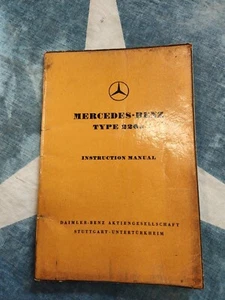 MERCEDES-BENZ
TYPE
INSTRUCTION MANUAL
DAIMLER-BENZ AKTIENGESELLSCHAFT
STUTTGART-UNTERTÜRKHEIM